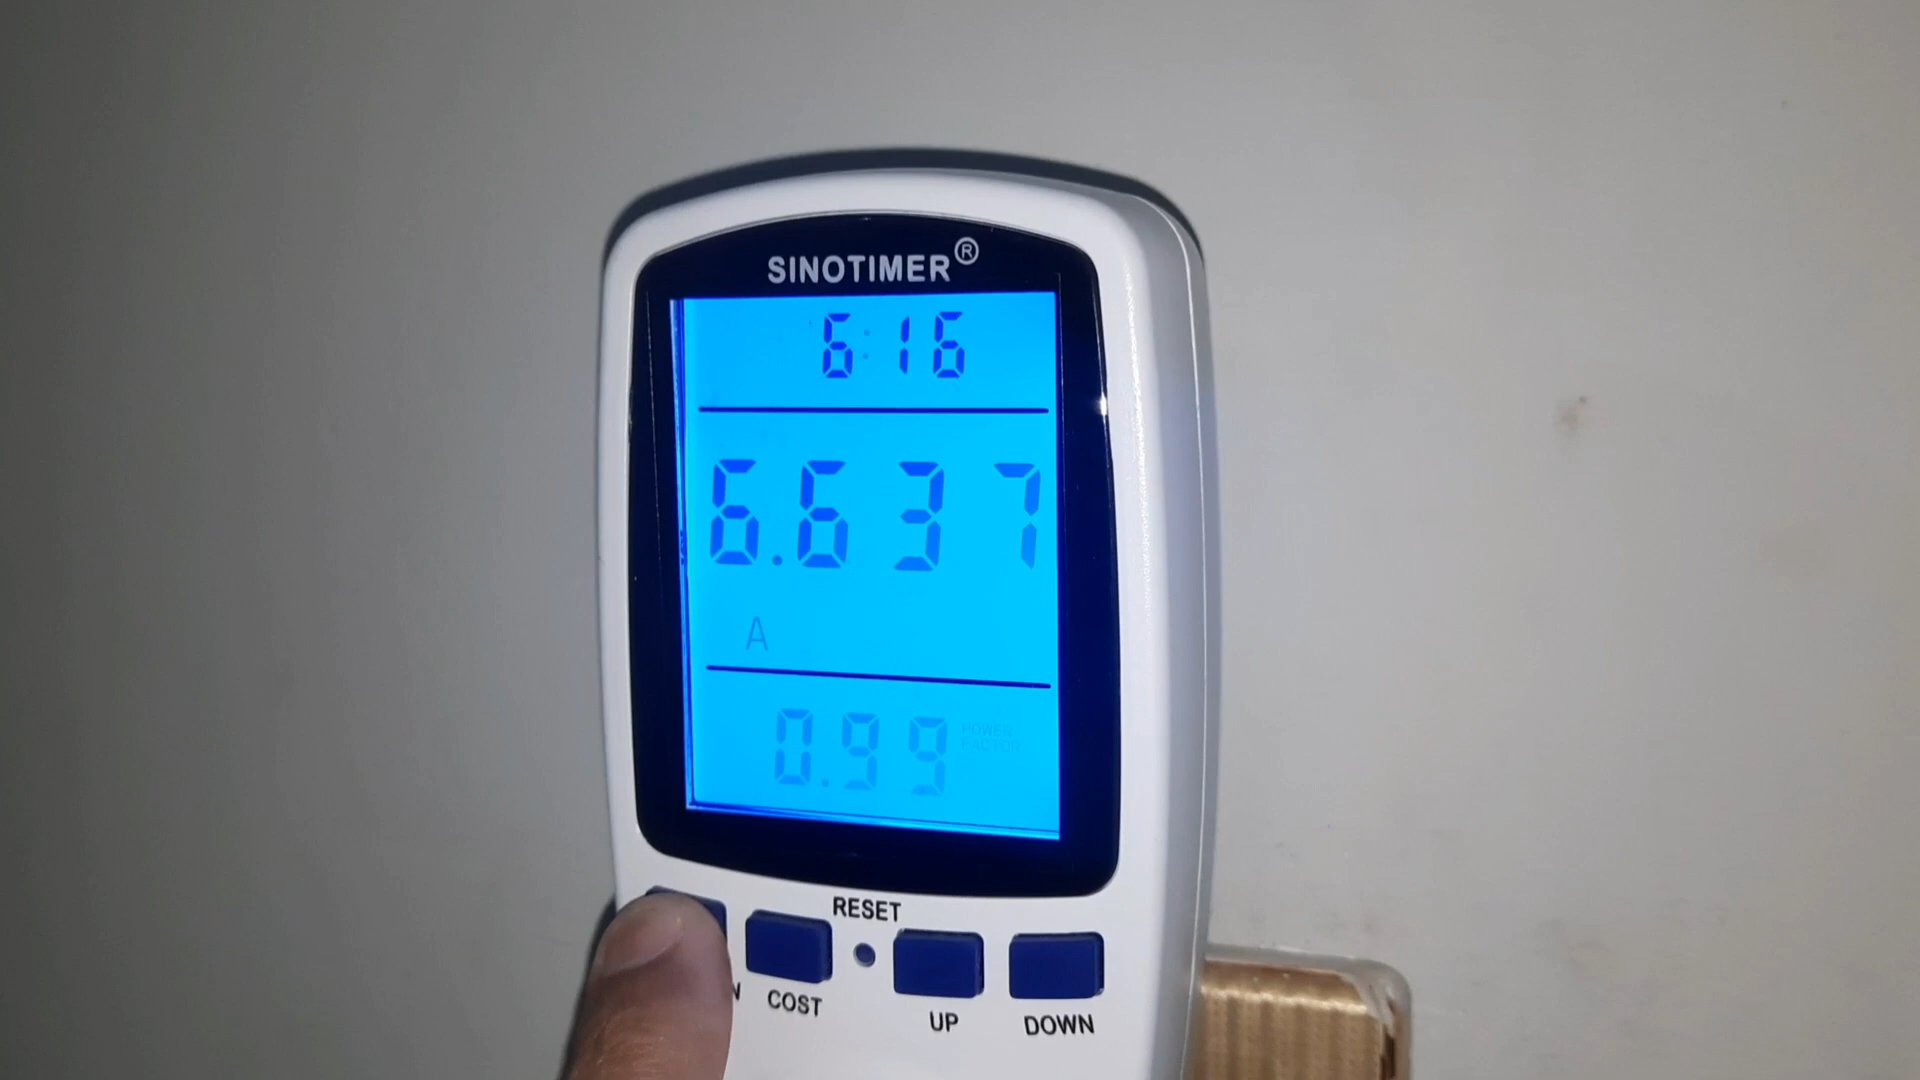 SINOTIMER®
6:16
6.637
A
0.99 POWER
FACTOR
RESET
COST
UP
DOWN